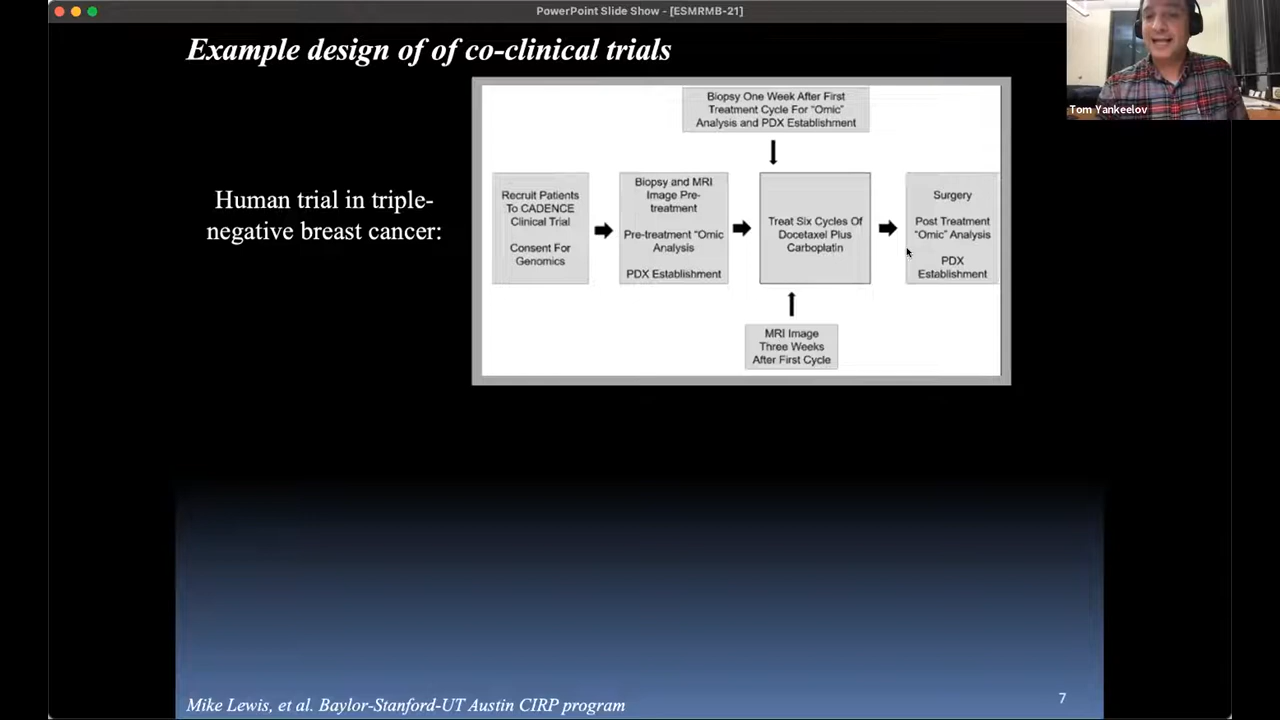 PowerPoint Slide Show - [ESMRMB-21]
Example design of of co-clinical trials
Tom Yankeelov
Human trial in triple-
negative breast cancer:
Biopsy One Week After First
Treatment Cycle For "Omic"
Analysis and PDX Establishment
Recruit Patients
To CADENCE
Clinical Trial
Consent For
Genomics
Biopsy and MRI
Image Pre-
treatment
Pre-treatment "Omic
Analysis
PDX Establishment
Treat Six Cycles Of
Docetaxel Plus
Carboplatin
Surgery
Post Treatment
"Omic" Analysis
PDX
Establishment
MRI Image
Three Weeks
After First Cycle
Mike Lewis, et al. Baylor-Stanford-UT Austin CIRP program
7